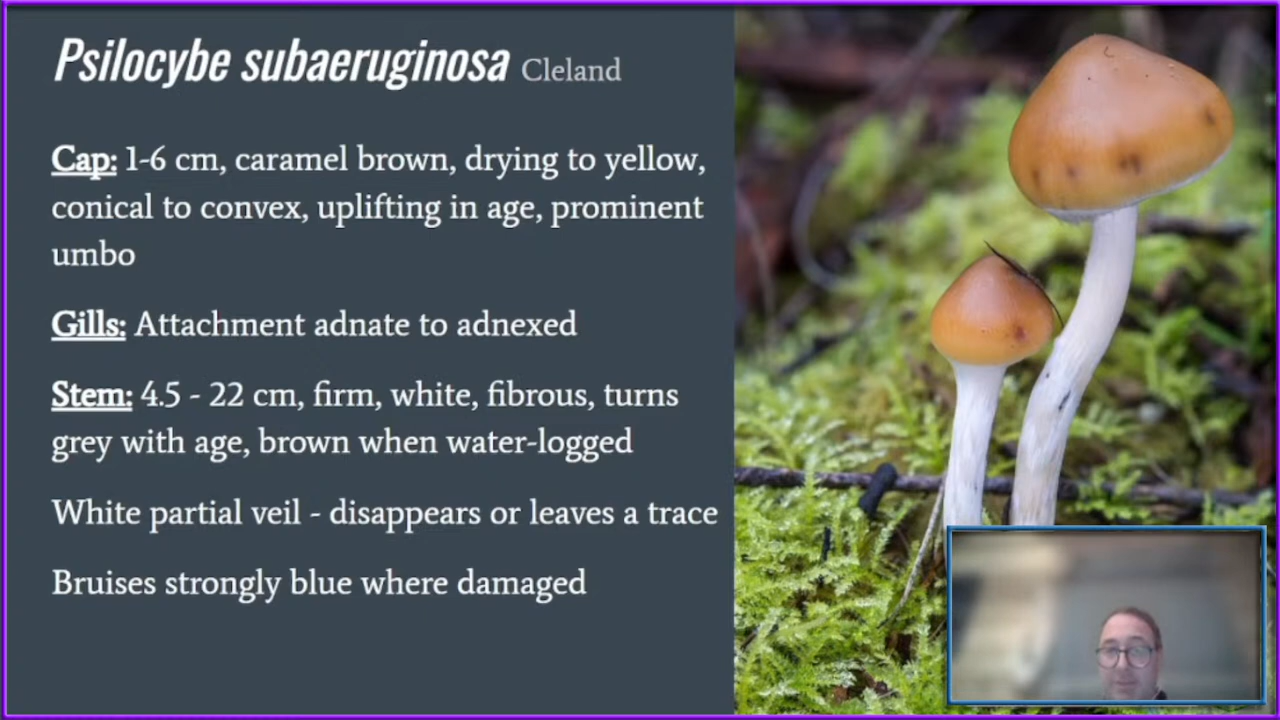 Psilocybe subaeruginosa Cleland
Cap: 1-6 cm, caramel brown, drying to yellow,
conical to convex, uplifting in age, prominent
umbo
Gills: Attachment adnate to adnexed
Stem: 4.5 - 22 cm, firm, white, fibrous, turns
grey with age, brown when water-logged
White partial veil - disappears or leaves a trace
Bruises strongly blue where damaged